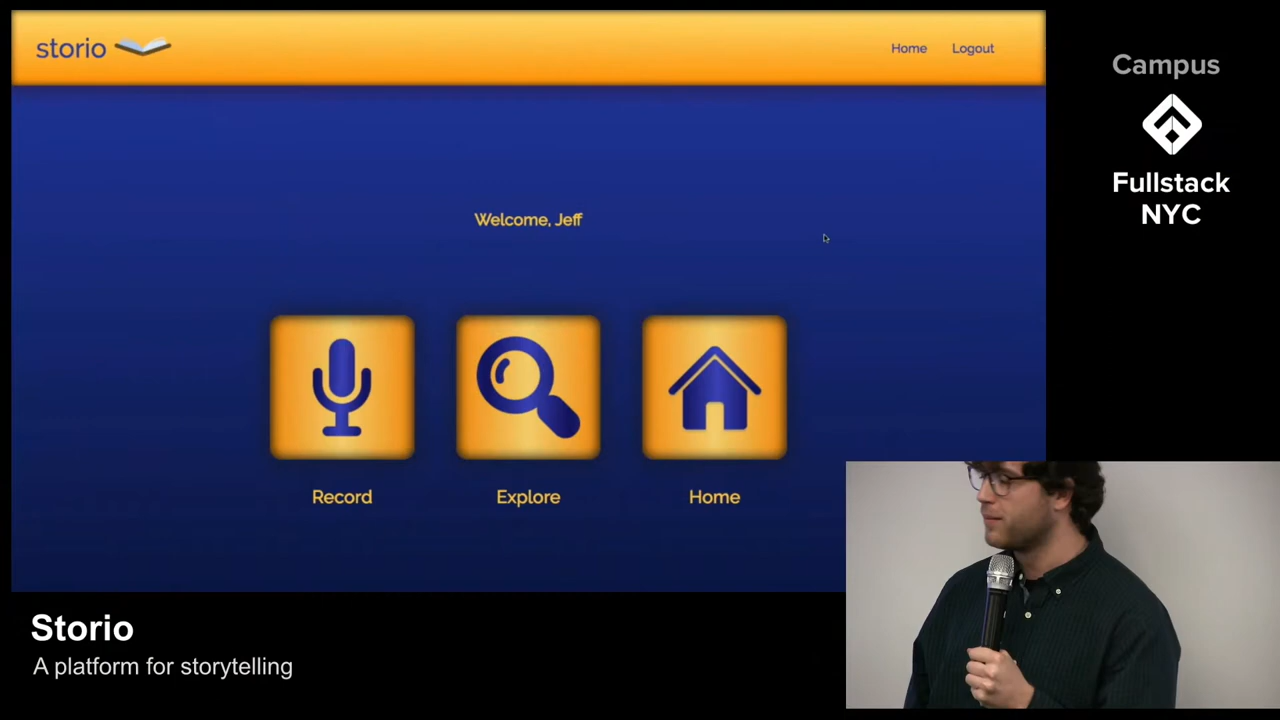 storio
Home
Logout
Welcome, Jeff
Record
Explore
Home
Campus
Fullstack
NYC
Storio
A platform for storytelling